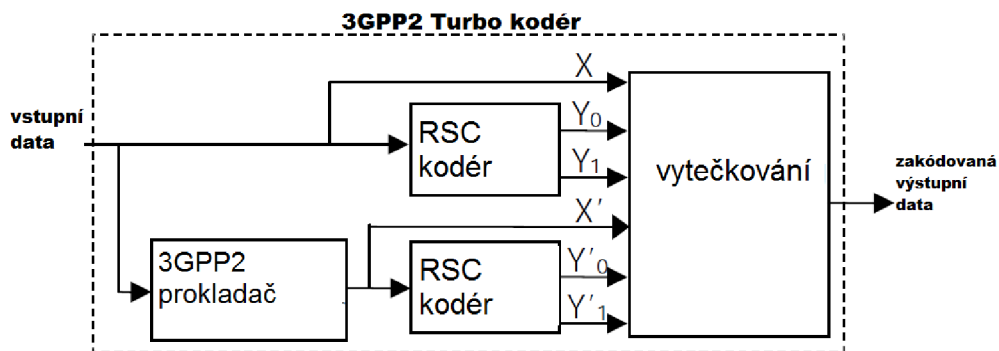 3GPP2 Turbo kodér
vstupní
data
X
RSC
kodér
Y0
Y1
vytečkování
zakódovaná
výstupní
data
X'
3GPP2
prokladač
RSC
kodér
Y'0
Y'1